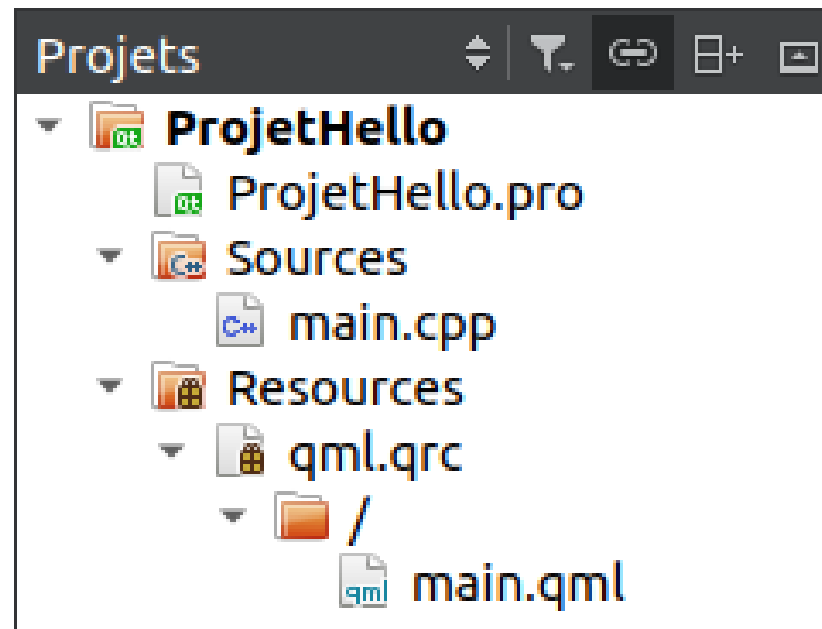 Projets
ProjetHello
ProjetHello.pro
Sources
main.cpp
Resources
qml.qrc
/
main.qml